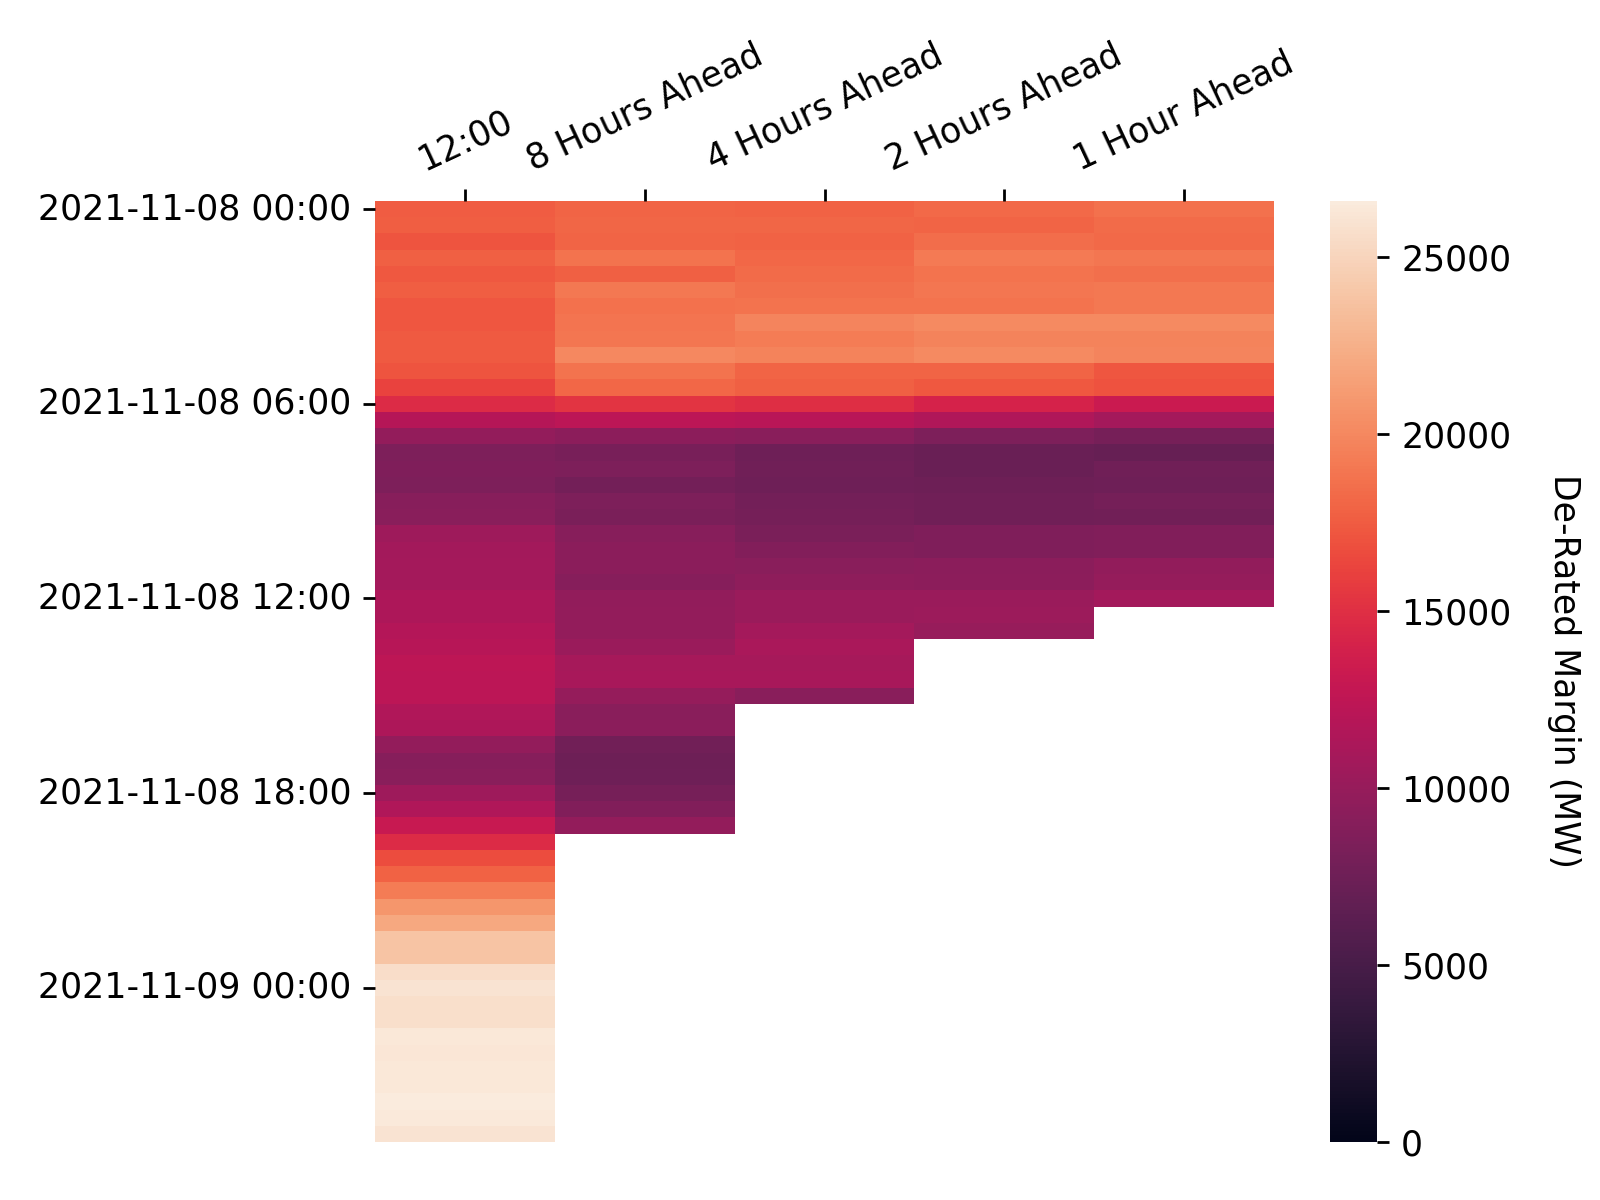 12:00
8 Hours Ahead
4 Hours Ahead
2 Hours Ahead
1 Hour Ahead
2021-11-08 00:00
2021-11-08 06:00
2021-11-08 12:00
2021-11-08 18:00
2021-11-09 00:00
25000
20000
15000
10000
5000
0
De-Rated Margin (MW)